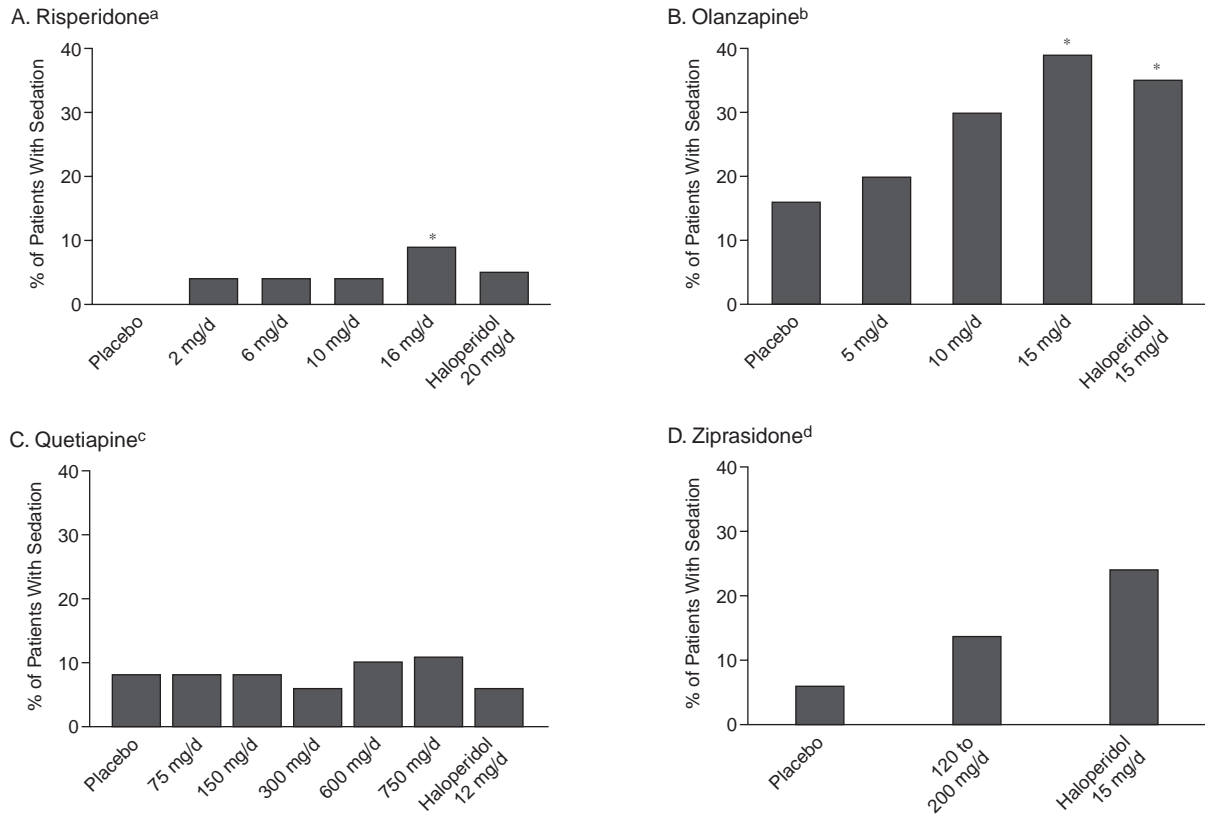 A. Risperidoneᵃ
% of Patients With Sedation
40
30
20
10
0
*
Placebo
2 mg/d
6 mg/d
10 mg/d
16 mg/d
Haloperidol
20 mg/d
B. Olanzapineᵇ
% of Patients With Sedation
40
30
20
10
0
*
*
Placebo
5 mg/d
10 mg/d
15 mg/d
Haloperidol
15 mg/d
C. Quetiapineᶜ
% of Patients With Sedation
40
30
20
10
0
Placebo
75 mg/d
150 mg/d
300 mg/d
600 mg/d
750 mg/d
Haloperidol
12 mg/d
D. Ziprasidoneᵈ
% of Patients With Sedation
40
30
20
10
0
Placebo
120 to
200 mg/d
Haloperidol
15 mg/d